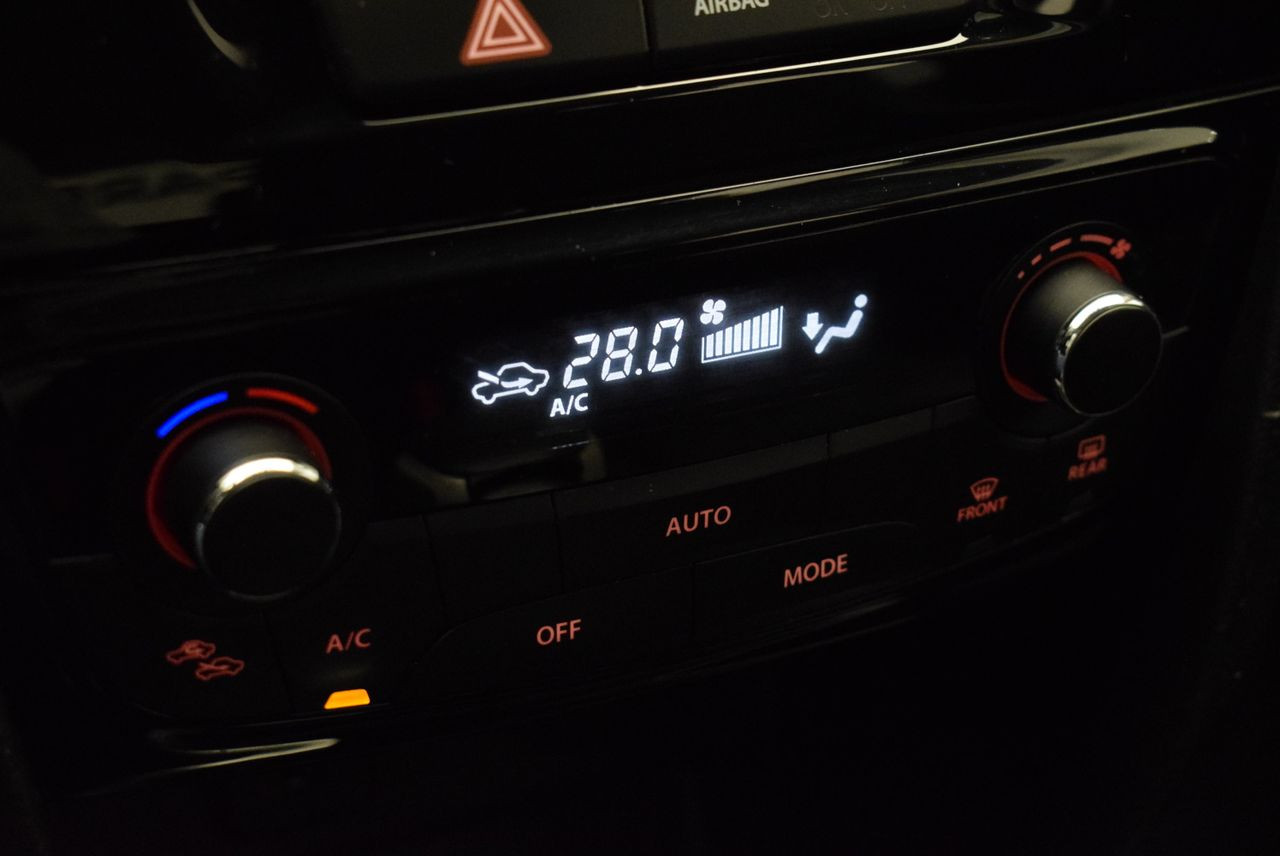 AIRBAG
28.0
A/C
AUTO
REAR
FRONT
MODE
OFF
A/C